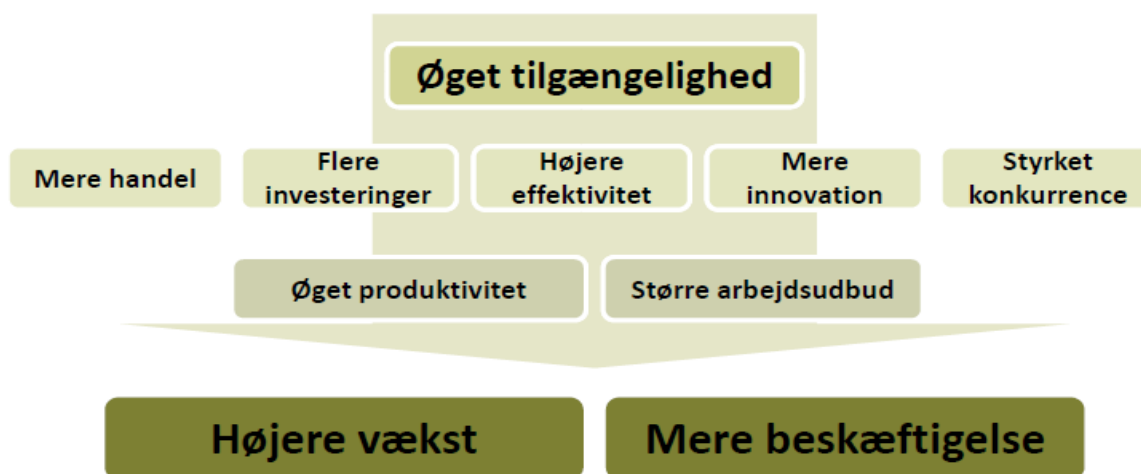 Øget tilgængelighed
Mere handel
Flere
investeringer
Højere
effektivitet
Mere
innovation
Styrket
konkurrence
Øget produktivitet
Større arbejdsudbud
Højere vækst
Mere beskæftigelse